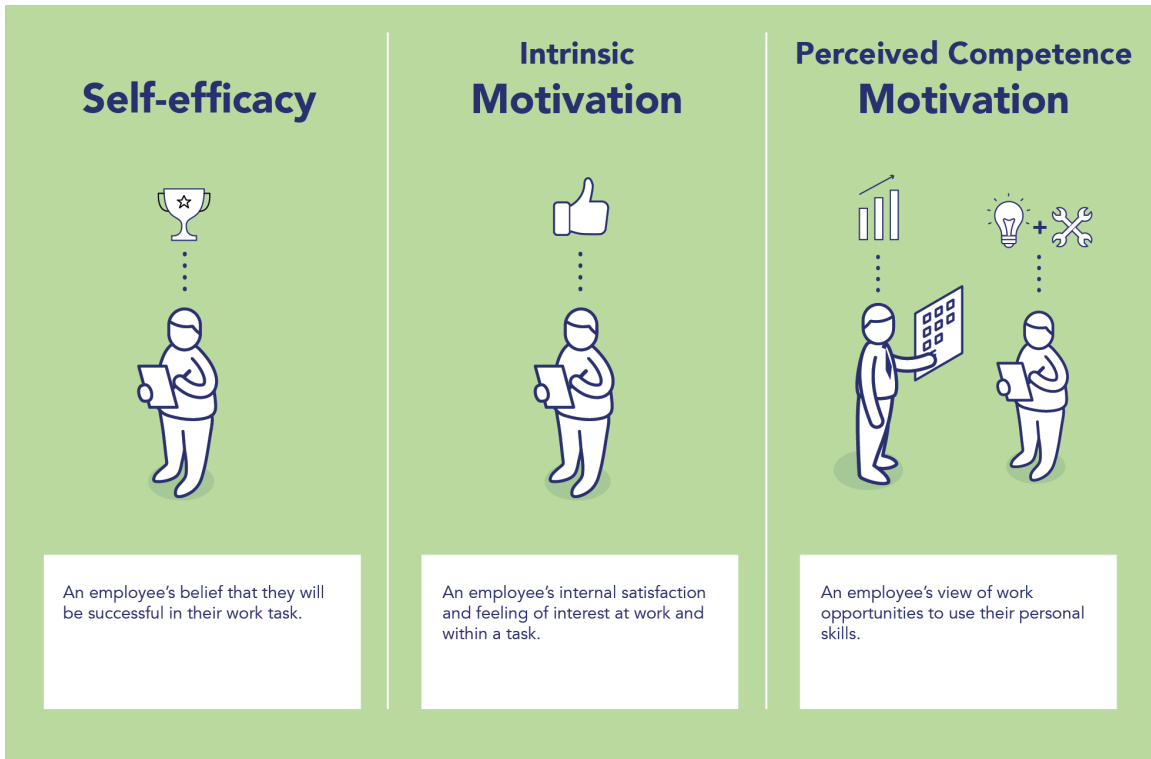 Self-efficacy
Intrinsic
Motivation
Perceived Competence
Motivation
An employee’s belief that they will
be successful in their work task.
An employee’s internal satisfaction
and feeling of interest at work and
within a task.
An employee’s view of work
opportunities to use their personal
skills.